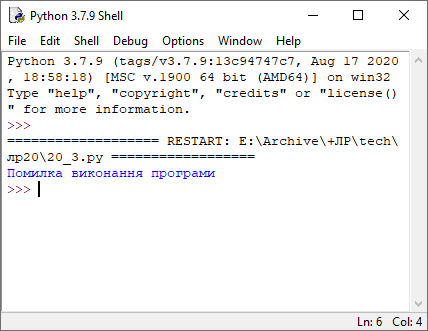 Python 3.7.9 Shell
File Edit Shell Debug Options Window Help
Python 3.7.9 (tags/v3.7.9:13c94747c7, Aug 17 2020
, 18:58:18) [MSC v.1900 64 bit (AMD64)] on win32
Type "help", "copyright", "credits" or "license()
" for more information.
>>>
=================== RESTART: E:\Archive\+ЛР\tech\
лр20\20_3.py ==================
Помилка виконання програми
>>>
Ln: 6 Col: 4